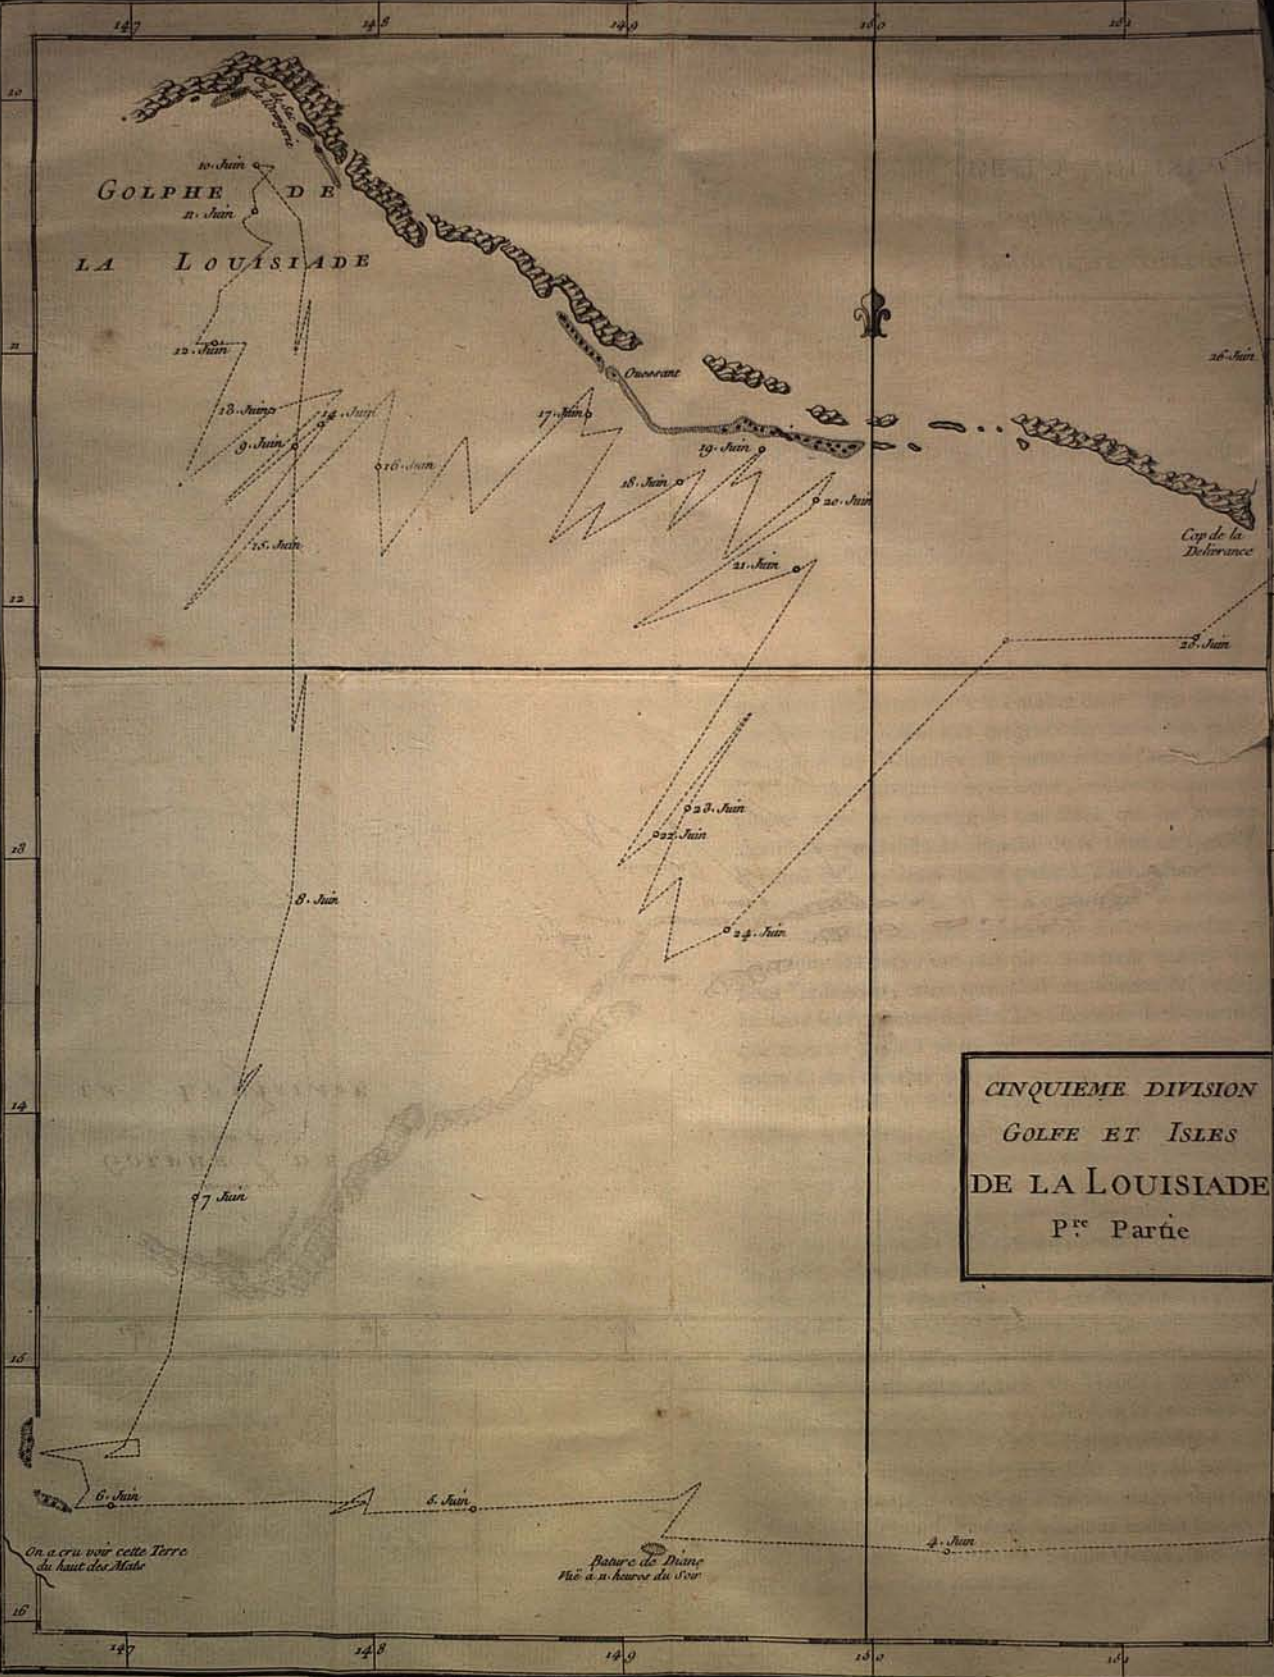 147 148 149 150 151
10
Cul de Sac
de l'Orangerie
10. Juin
GOLPHE DE
11. Juin
LA LOUISIADE
11
12. Juin
26. Juin
Ouessant
13. Juin
14. Juin
17. Juin
9. Juin
16. Juin
19. Juin
18. Juin
20. Juin
15. Juin
Cap de la
Delivrance
21. Juin
12
25. Juin
23. Juin
22. Juin
13
8. Juin
24. Juin
14
CINQUIEME DIVISION
GOLFE ET ISLES
DE LA LOUISIADE
P.re Partie
7 Juin
15
6. Juin
5. Juin
4. Juin
On a cru voir cette Terre
du haut des Mats
Bature de Diane
Vüe a 11. heures du Soir
16
147 148 149 150 151